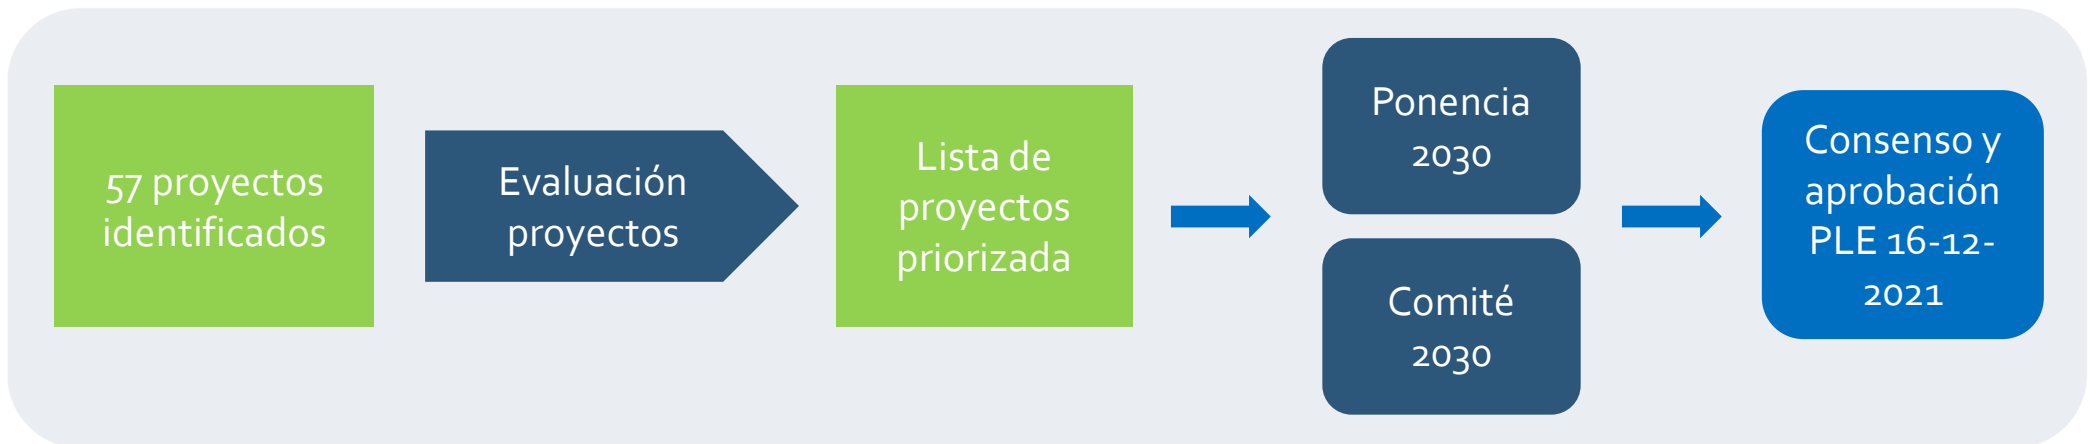 57 proyectos
identificados
Evaluación
proyectos
Lista de
proyectos
priorizada
Ponencia
2030
Comité
2030
Consenso y
aprobación
PLE 16-12-
2021